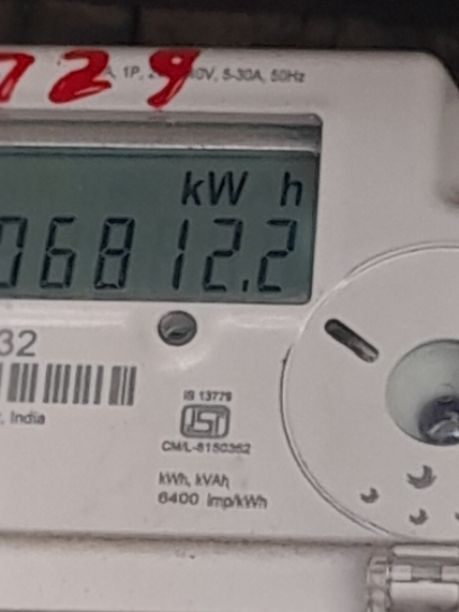 729
1P, 240V, 5-30A, 50Hz
kW h
06812.2
32
, India
IS 13779
ISI
CM/L-8150362
kWh, kVAh
6400 imp/kWh